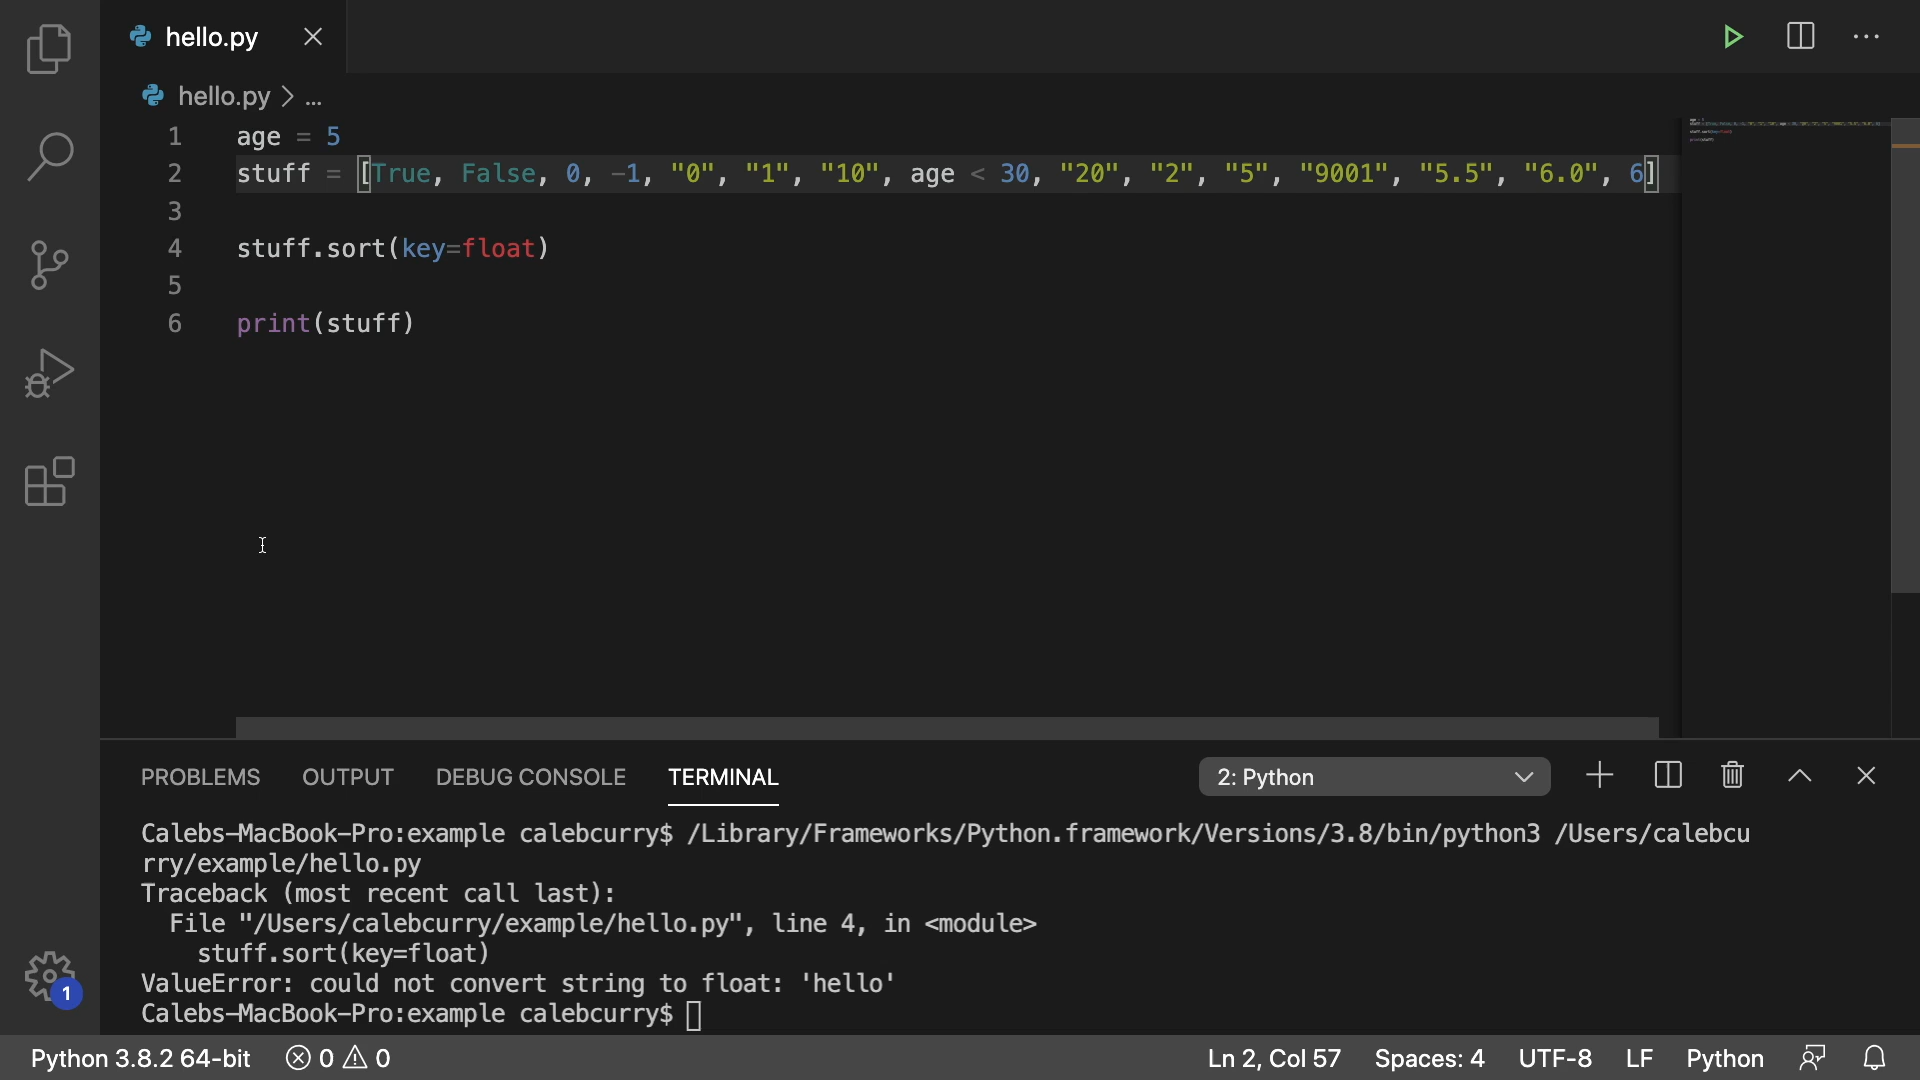 hello.py
hello.py > ...
1 age = 5
2 stuff = [True, False, 0, -1, "0", "1", "10", age < 30, "20", "2", "5", "9001", "5.5", "6.0", 6]
3
4 stuff.sort(key=float)
5
6 print(stuff)
PROBLEMS OUTPUT DEBUG CONSOLE TERMINAL 2: Python
Calebs-MacBook-Pro:example calebcurry$ /Library/Frameworks/Python.framework/Versions/3.8/bin/python3 /Users/calebcu
rry/example/hello.py
Traceback (most recent call last):
  File "/Users/calebcurry/example/hello.py", line 4, in <module>
    stuff.sort(key=float)
ValueError: could not convert string to float: 'hello'
Calebs-MacBook-Pro:example calebcurry$
1
Python 3.8.2 64-bit 0 0 Ln 2, Col 57 Spaces: 4 UTF-8 LF Python